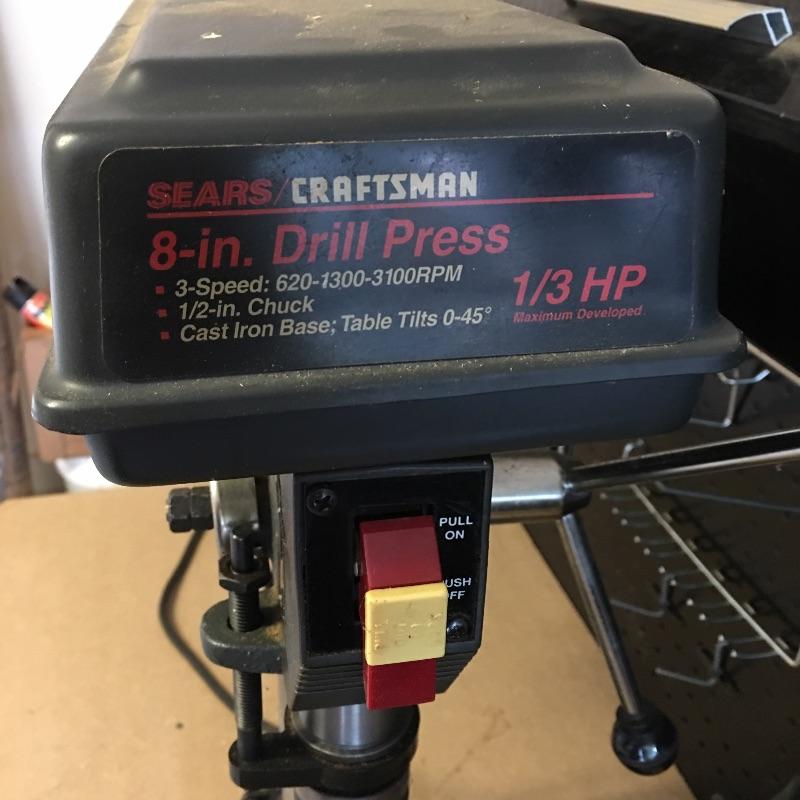 SEARS/CRAFTSMAN
8-in. Drill Press
▪ 3-Speed: 620-1300-3100RPM
▪ 1/2-in. Chuck
▪ Cast Iron Base; Table Tilts 0-45°
1/3 HP
Maximum Developed
PULL
ON